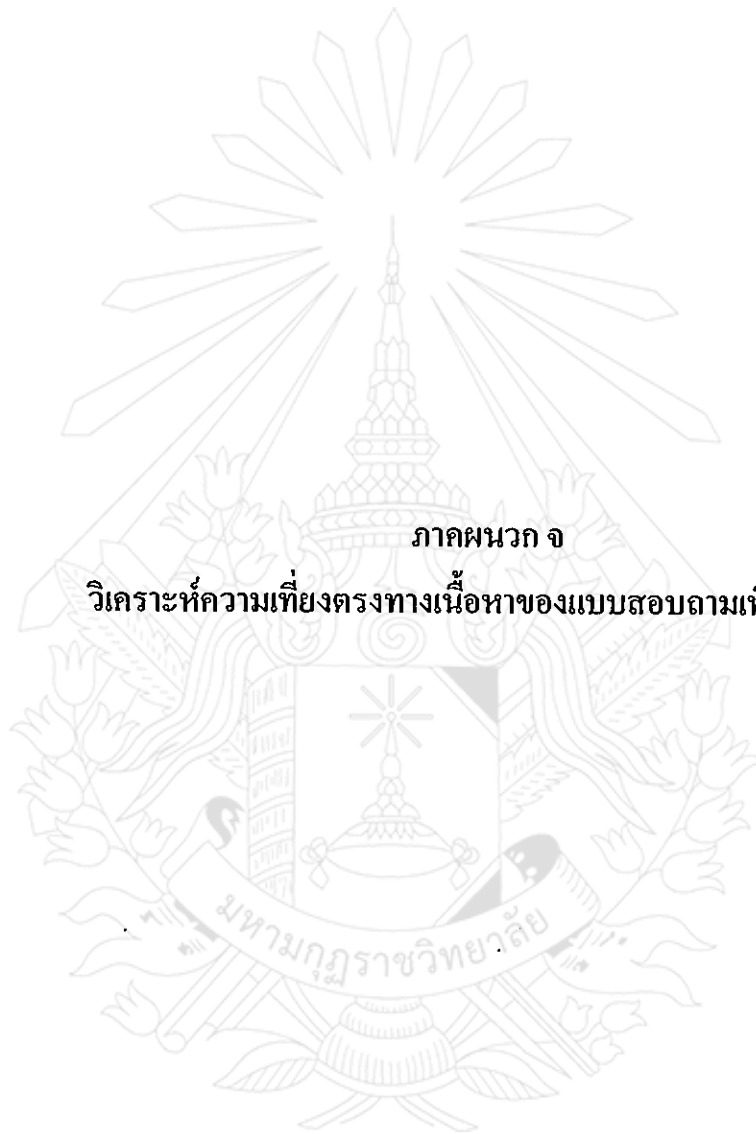 ภาคผนวก จ
วิเคราะห์ความเที่ยงตรงทางเนื้อหาของแบบสอบถาม
มหามกุฏราชวิทยาลัย